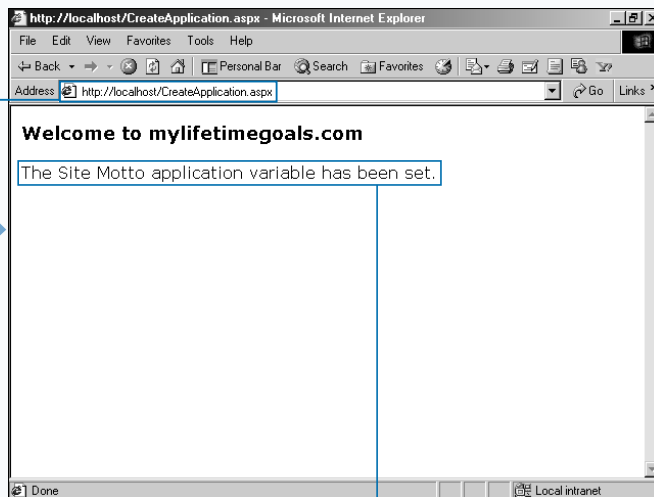 http://localhost/CreateApplication.aspx - Microsoft Internet Explorer
File Edit View Favorites Tools Help
Back Personal Bar Search Favorites
Address http://localhost/CreateApplication.aspx Go Links
Welcome to mylifetimegoals.com
The Site Motto application variable has been set.
Done Local intranet